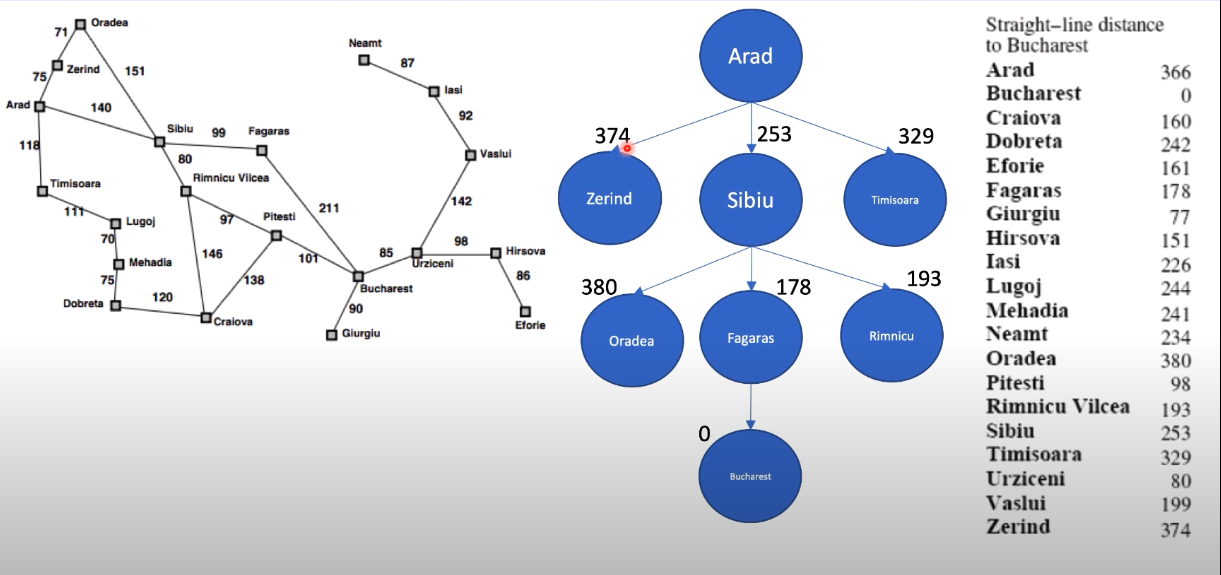 Oradea
71
Zerind
151
75
Arad
140
118
Sibiu
99
Fagaras
80
Rimnicu Vilcea
Timisoara
111
Lugoj
70
Mehadia
75
Dobreta
120
Craiova
146
97
Pitesti
138
101
211
Bucharest
90
Giurgiu
85
Urziceni
98
Hirsova
86
Eforie
142
Vaslui
92
Iasi
87
Neamt
Arad
374
253
329
Zerind
Sibiu
Timisoara
380
178
193
Oradea
Fagaras
Rimnicu
0
Bucharest
Straight–line distance
to Bucharest
Arad 366
Bucharest 0
Craiova 160
Dobreta 242
Eforie 161
Fagaras 178
Giurgiu 77
Hirsova 151
Iasi 226
Lugoj 244
Mehadia 241
Neamt 234
Oradea 380
Pitesti 98
Rimnicu Vilcea 193
Sibiu 253
Timisoara 329
Urziceni 80
Vaslui 199
Zerind 374